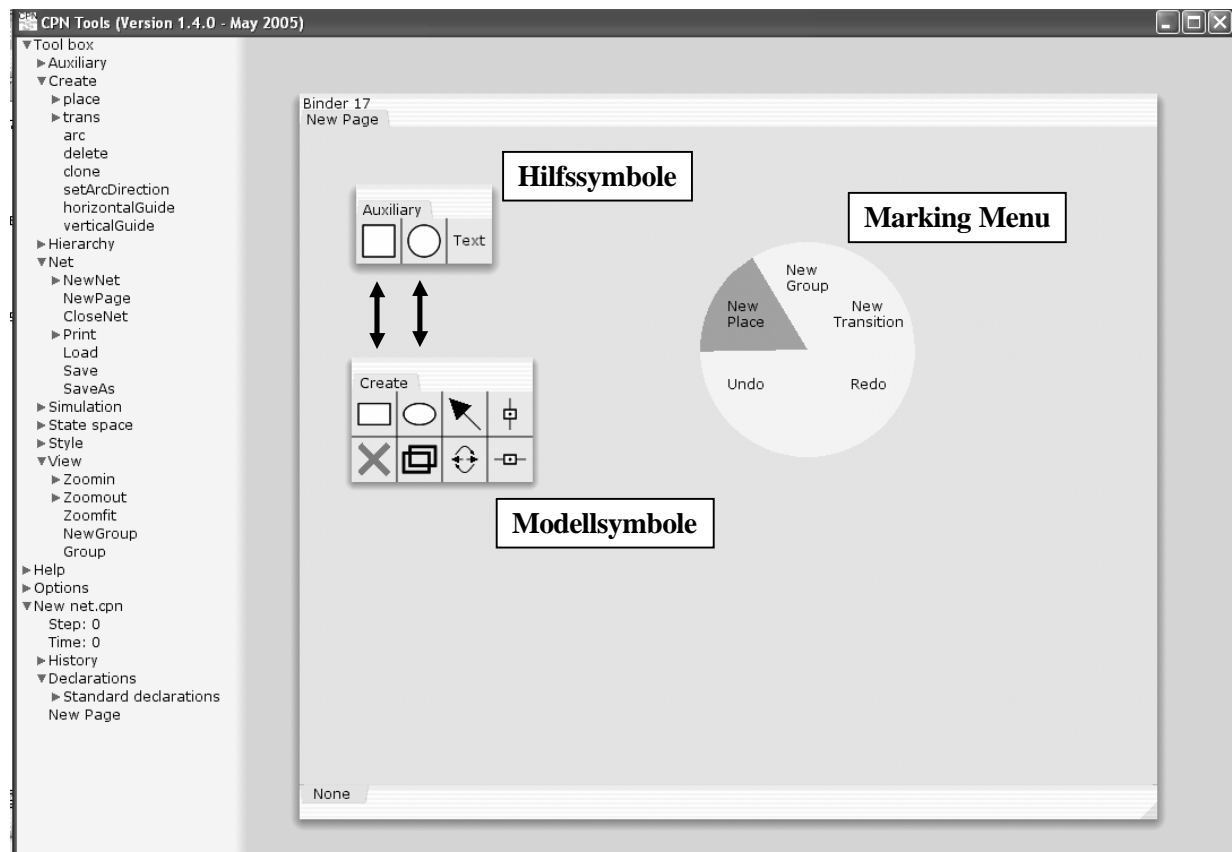 CPN Tools (Version 1.4.0 - May 2005)
Tool box
Auxiliary
Create
place
trans
arc
delete
clone
setArcDirection
horizontalGuide
verticalGuide
Hierarchy
Net
NewNet
NewPage
CloseNet
Print
Load
Save
SaveAs
Simulation
State space
Style
View
Zoomin
Zoomout
Zoomfit
NewGroup
Group
Help
Options
New net.cpn
Step: 0
Time: 0
History
Declarations
Standard declarations
New Page
Binder 17
New Page
Hilfssymbole
Auxiliary
Text
Marking Menu
New
Group
New
Place
New
Transition
Undo
Redo
Create
Modellsymbole
None